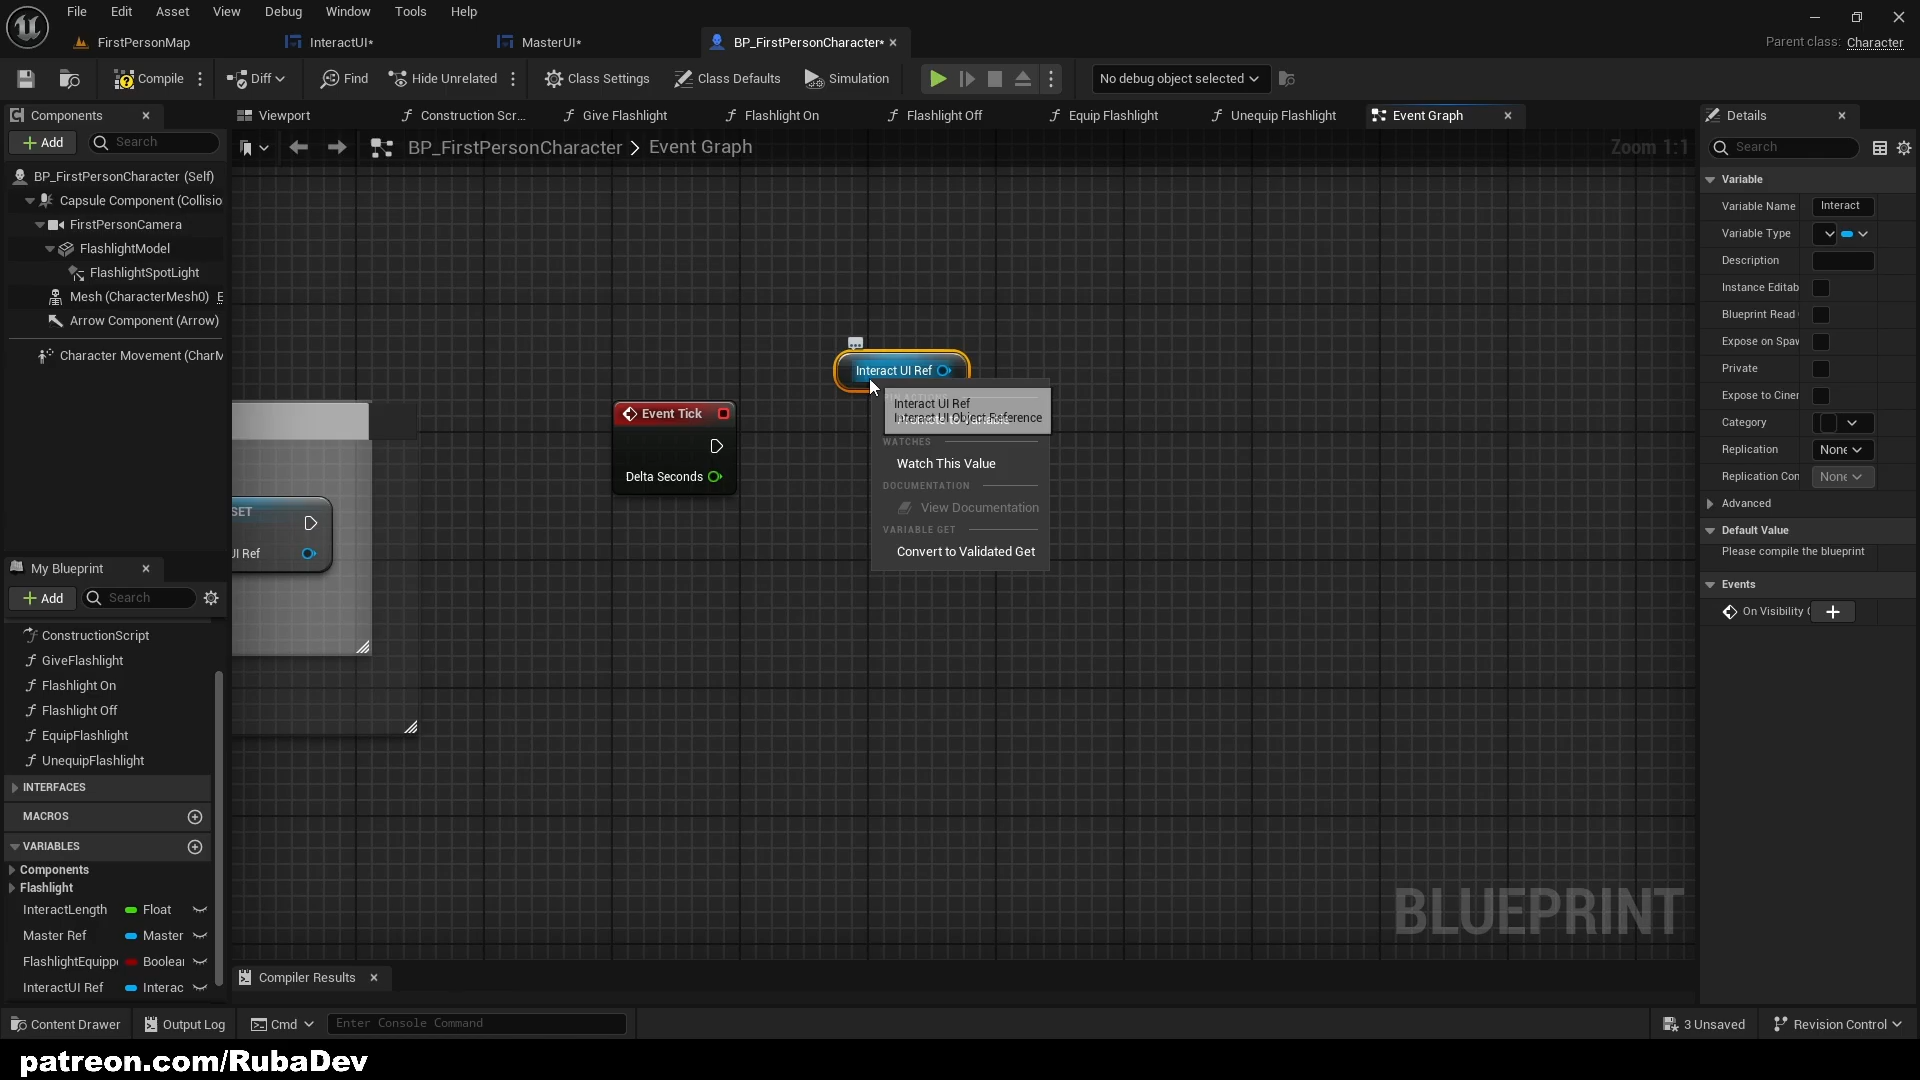 File Edit Asset View Debug Window Tools Help
FirstPersonMap InteractUI* MasterUI* BP_FirstPersonCharacter*
Parent class: Character
Compile Diff Find Hide Unrelated Class Settings Class Defaults Simulation No debug object selected
Components
Viewport Construction Scr... Give Flashlight Flashlight On Flashlight Off Equip Flashlight Unequip Flashlight Event Graph
Details
Add Search
BP_FirstPersonCharacter > Event Graph
Zoom 1:1
Search
BP_FirstPersonCharacter (Self)
Capsule Component (Collisio
FirstPersonCamera
FlashlightModel
FlashlightSpotLight
Mesh (CharacterMesh0) E
Arrow Component (Arrow)
Character Movement (CharM
SET
UI Ref
Event Tick
Delta Seconds
Interact UI Ref
Interact UI Ref
Interact UI Object Reference
WATCHES
Watch This Value
DOCUMENTATION
View Documentation
VARIABLE GET
Convert to Validated Get
BLUEPRINT
Variable
Variable Name Interact
Variable Type
Description
Instance Editab
Blueprint Read
Expose on Spaw
Private
Expose to Ciner
Category
Replication None
Replication Con None
Advanced
Default Value
Please compile the blueprint
Events
On Visibility
My Blueprint
Add Search
ConstructionScript
GiveFlashlight
Flashlight On
Flashlight Off
EquipFlashlight
UnequipFlashlight
INTERFACES
MACROS
VARIABLES
Components
Flashlight
InteractLength Float
Master Ref Master
FlashlightEquipp Boolea
InteractUI Ref Interac
Compiler Results
Content Drawer Output Log Cmd Enter Console Command
3 Unsaved Revision Control
patreon.com/RubaDev